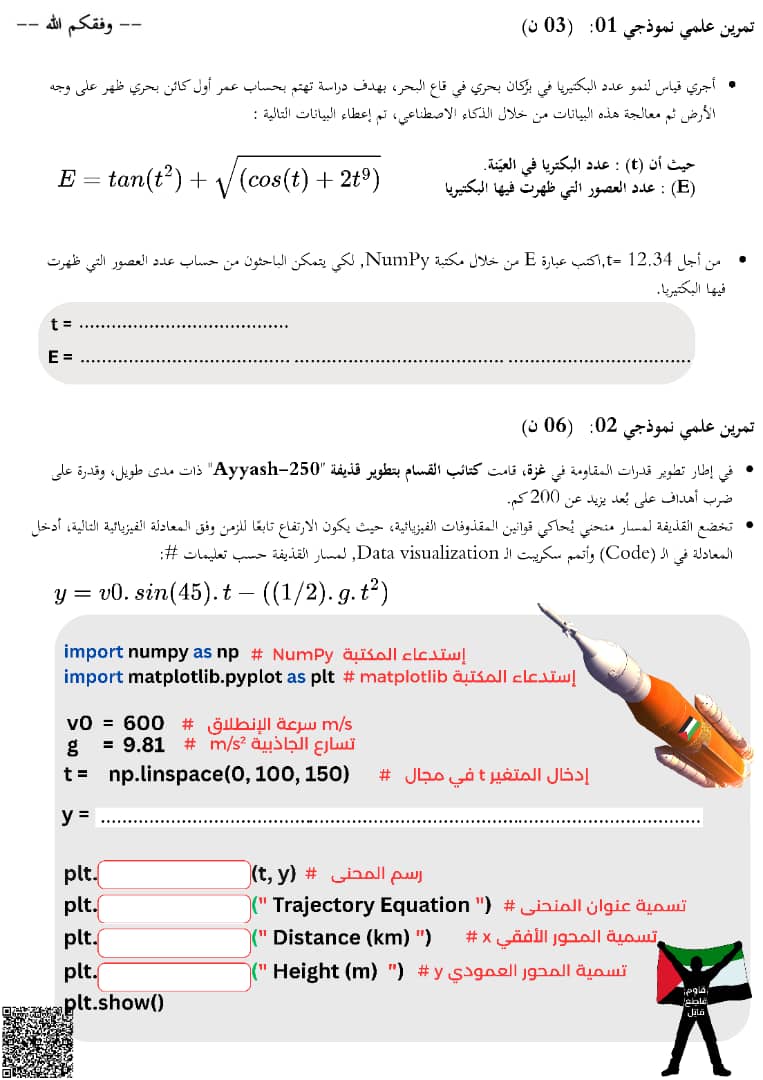 تمرين علمي نموذجي 01: (03 ن)
-- وفقكم الله --
• أجري قياس لنمو عدد البكتيريا في بُركان بحري في قاع البحر، بهدف دراسة تهتم بحساب عمر أول كائن بحري ظهر على وجه
الأرض ثم معالجة هذه البيانات من خلال الذكاء الاصطناعي، تم إعطاء البيانات التالية :
حيث أن (t) : عدد البكتريا في العيّنة.
(E) : عدد العصور التي ظهرت فيها البكتيريا
E = tan(t²) + √((cos(t) + 2t⁹))
• من أجل t= 12.34,اكتب عبارة E من خلال مكتبة NumPy, لكي يتمكن الباحثون من حساب عدد العصور التي ظهرت
فيها البكتيريا.
t = ........................................
E = ........................................ ........................................ ...................................
تمرين علمي نموذجي 02: (06 ن)
• في إطار تطوير قدرات المقاومة في غزة، قامت كتائب القسام بتطوير قذيفة "Ayyash-250" ذات مدى طويل، وقدرة على
ضرب أهداف على بُعد يزيد عن 200 كم.
• تخضع القذيفة لمسار منحني يُحاكي قوانين المقذوفات الفيزيائية، حيث يكون الارتفاع تابعًا للزمن وفق المعادلة الفيزيائية التالية، أدخل
المعادلة في الـ (Code) وأتمم سكريبت الـ Data visualization, لمسار القذيفة حسب تعليمات #:
y = v0. sin(45). t − ((1/2). g. t²)
import numpy as np # إستدعاء المكتبة NumPy
import matplotlib.pyplot as plt # إستدعاء المكتبة matplotlib
v0 = 600 # سرعة الإنطلاق m/s
g = 9.81 # تسارع الجاذبية m/s²
t = np.linspace(0, 100, 150) # إدخال المتغير t في مجال
y = ........................................................................................................................
plt. (t, y) # رسم المحنى
plt. (" Trajectory Equation ") # تسمية عنوان المنحنى
plt. (" Distance (km) ") # تسمية المحور الأفقي x
plt. (" Height (m) ") # تسمية المحور العمودي y
plt.show()
قاوم
قاطع
قاتل